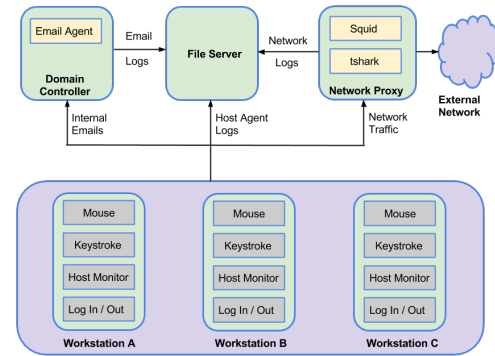 Email Agent
Domain
Controller
Email
Logs
File Server
Network
Logs
Squid
tshark
Network Proxy
External
Network
Internal
Emails
Host Agent
Logs
Network
Traffic
Mouse
Keystroke
Host Monitor
Log In / Out
Workstation A
Mouse
Keystroke
Host Monitor
Log In / Out
Workstation B
Mouse
Keystroke
Host Monitor
Log In / Out
Workstation C